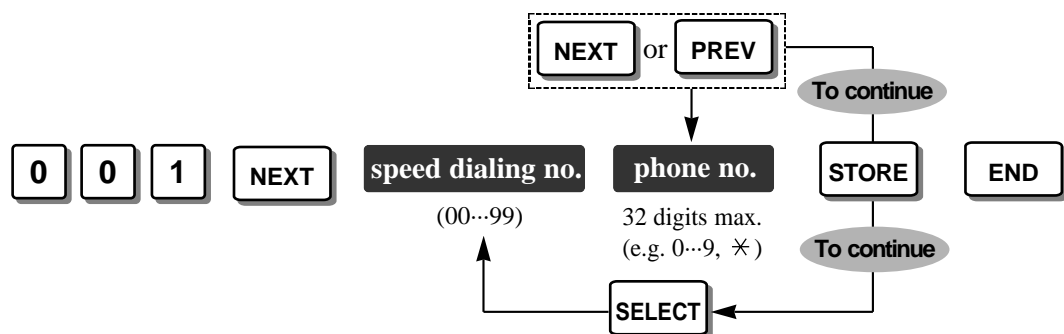 NEXT or PREV
To continue
0 0 1 NEXT speed dialing no. phone no. STORE END
(00···99) 32 digits max.
(e.g. 0···9, ✳)
To continue
SELECT